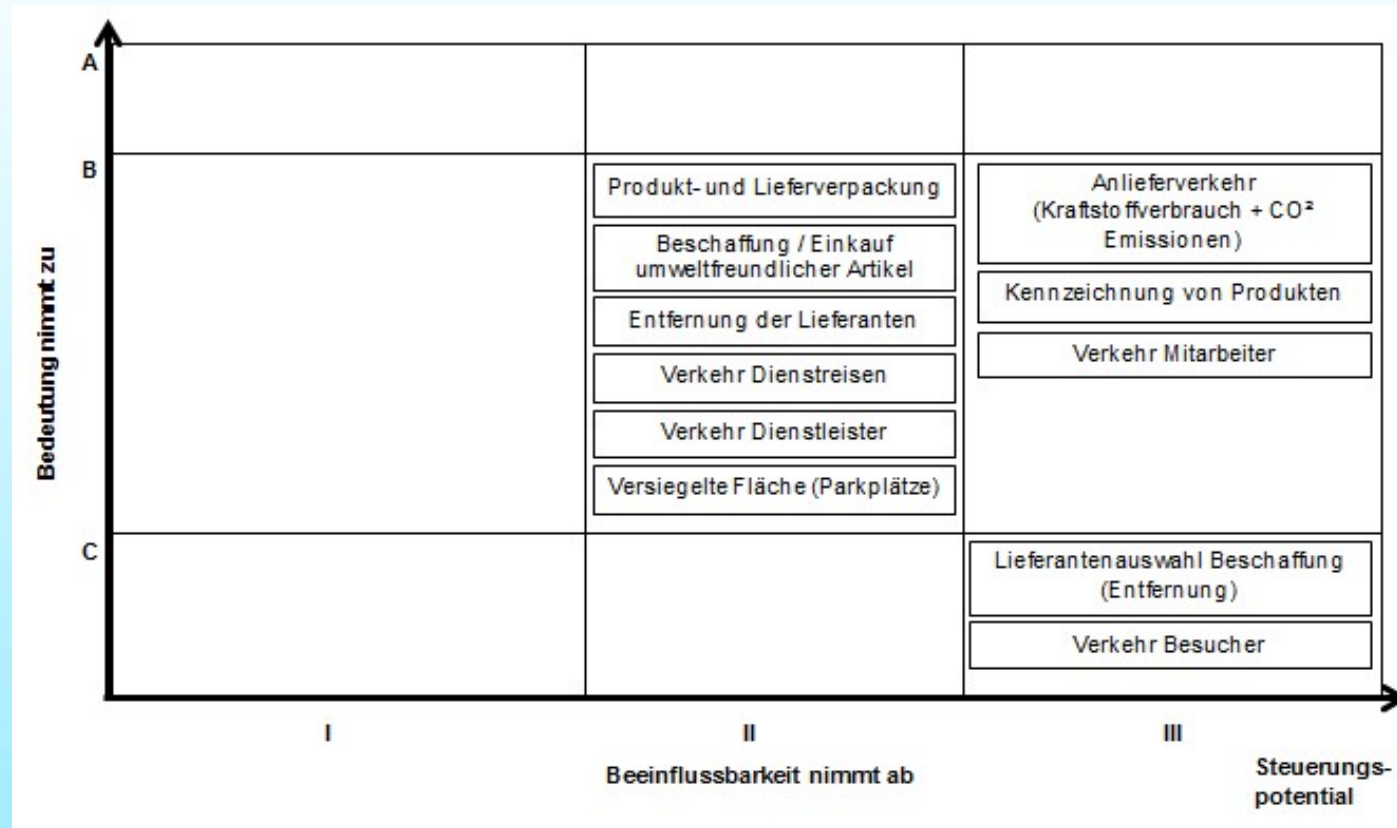 A
B
Bedeutung nimmt zu
C
Produkt- und Lieferverpackung
Beschaffung / Einkauf
umweltfreundlicher Artikel
Entfernung der Lieferanten
Verkehr Dienstreisen
Verkehr Dienstleister
Versiegelte Fläche (Parkplätze)
Anlieferverkehr
(Kraftstoffverbrauch + CO²
Emissionen)
Kennzeichnung von Produkten
Verkehr Mitarbeiter
Lieferantenauswahl Beschaffung
(Entfernung)
Verkehr Besucher
I
II
III
Beeinflussbarkeit nimmt ab
Steuerungs-
potential